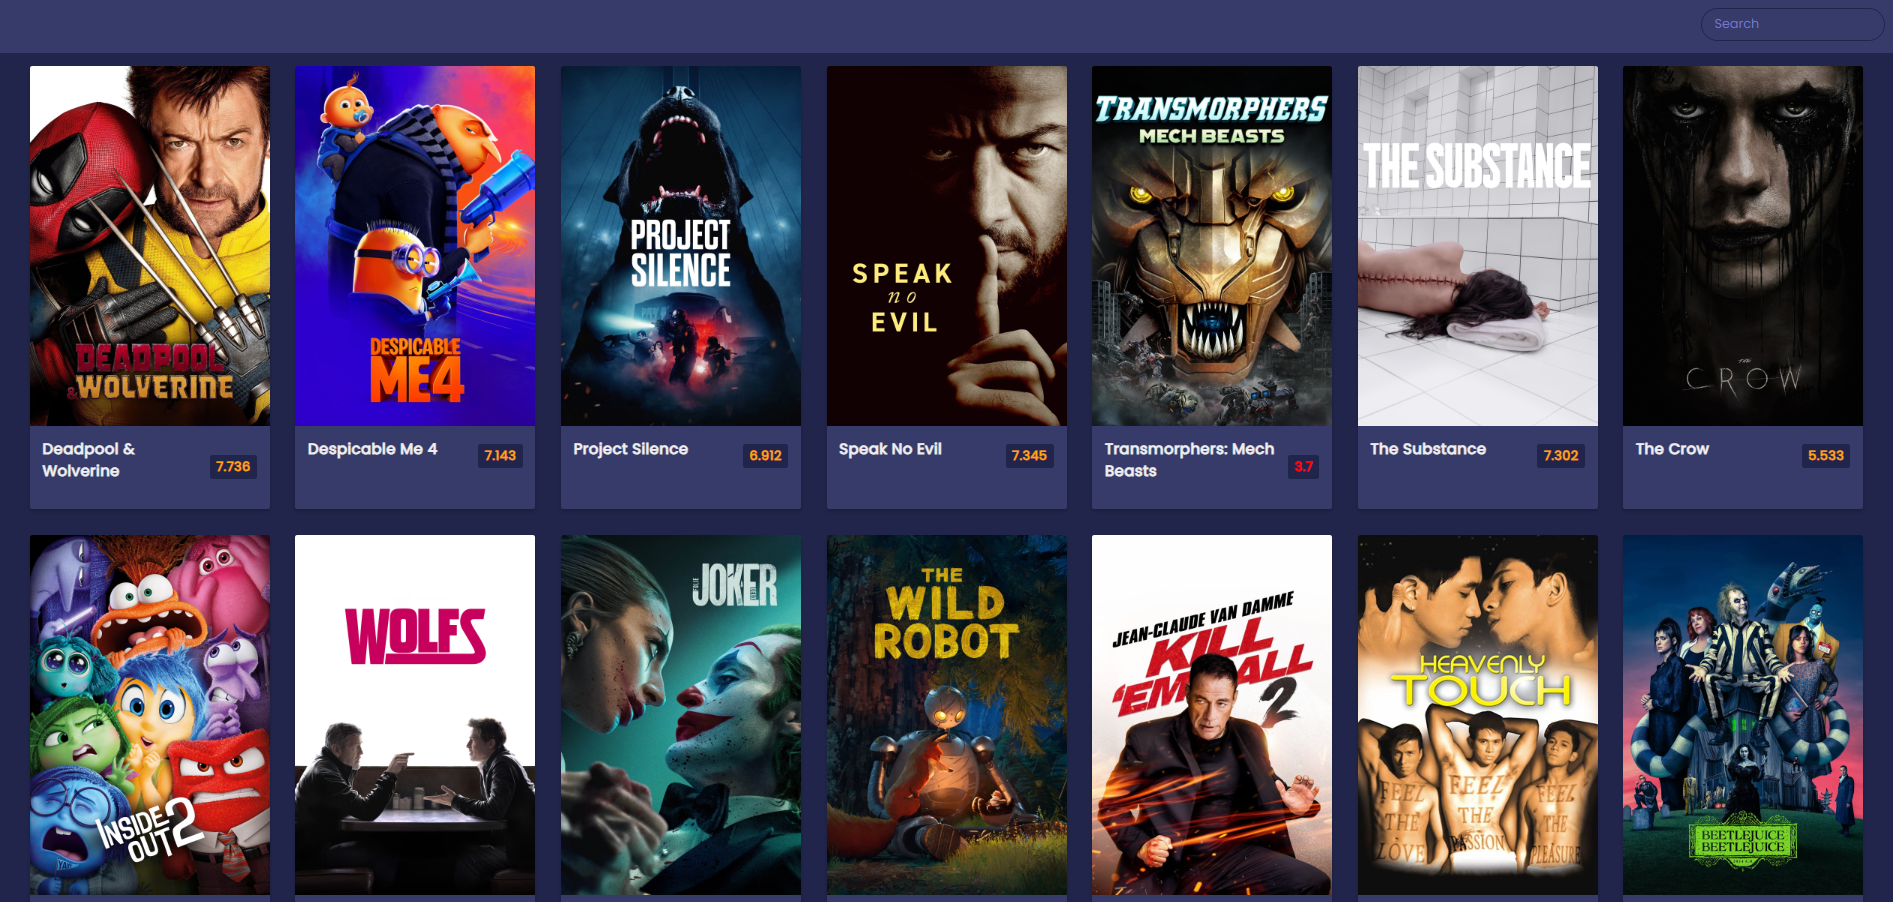 Search
DEADPOOL
& WOLVERINE
DESPICABLE
ME 4
PROJECT
SILENCE
SPEAK
no
EVIL
TRANSMORPHERS
MECH BEASTS
THE SUBSTANCE
THE
CROW
Deadpool &
Wolverine
7.736
Despicable Me 4
7.143
Project Silence
6.912
Speak No Evil
7.345
Transmorphers: Mech
Beasts
3.7
The Substance
7.302
The Crow
5.533
INSIDE
OUT 2
WOLFS
JOKER
THE
WILD
ROBOT
JEAN-CLAUDE VAN DAMME
KILL
'EM ALL
2
HEAVENLY
TOUCH
FEEL
THE
LOVE
FEEL
THE
PASSION
FEEL
THE
PLEASURE
BEETLEJUICE
BEETLEJUICE